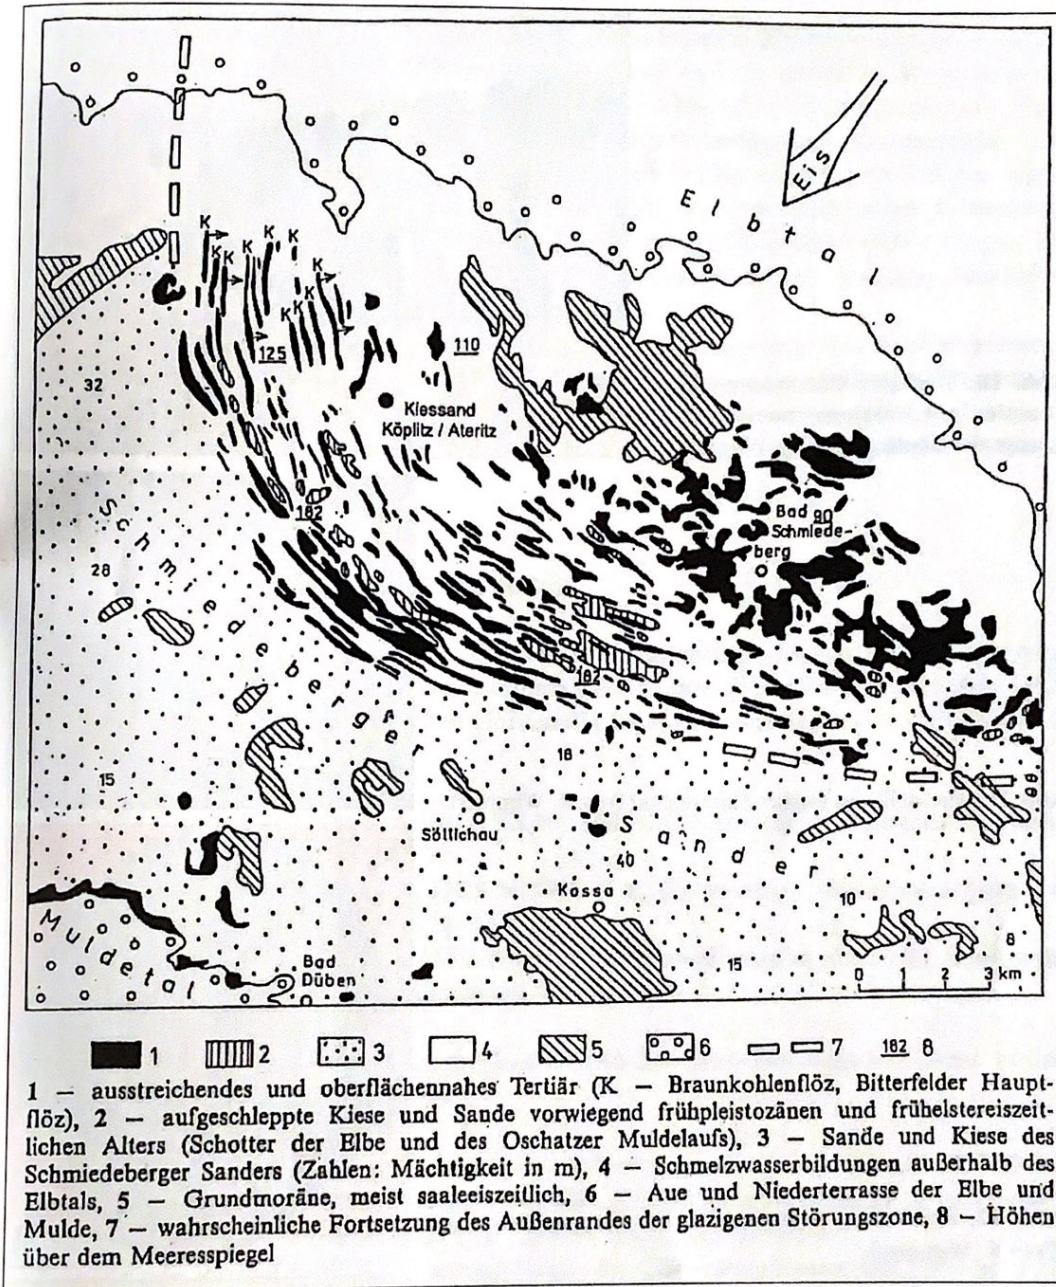 Eis
Elbtal
K K K K K K
K K K
125
110
32
Kiessand
Köplitz / Ateritz
182
Bad 90
Schmiede-
berg
28
Schmiedeberger
182
18
15
Söllichau
Sander
40
Kossa
10
8
Muldetal
Bad
Düben
15
0 1 2 3 km
1 2 3 4 5 6 7 182 8
1 — ausstreichendes und oberflächennahes Tertiär (K — Braunkohlenflöz, Bitterfelder Haupt-
flöz), 2 — aufgeschleppte Kiese und Sande vorwiegend frühpleistozänen und frühelstereiszeit-
lichen Alters (Schotter der Elbe und des Oschatzer Muldelaufs), 3 — Sande und Kiese des
Schmiedeberger Sanders (Zahlen: Mächtigkeit in m), 4 — Schmelzwasserbildungen außerhalb des
Elbtals, 5 — Grundmoräne, meist saaleeiszeitlich, 6 — Aue und Niederterrasse der Elbe und
Mulde, 7 — wahrscheinliche Fortsetzung des Außenrandes der glazigenen Störungszone, 8 — Höhen
über dem Meeresspiegel